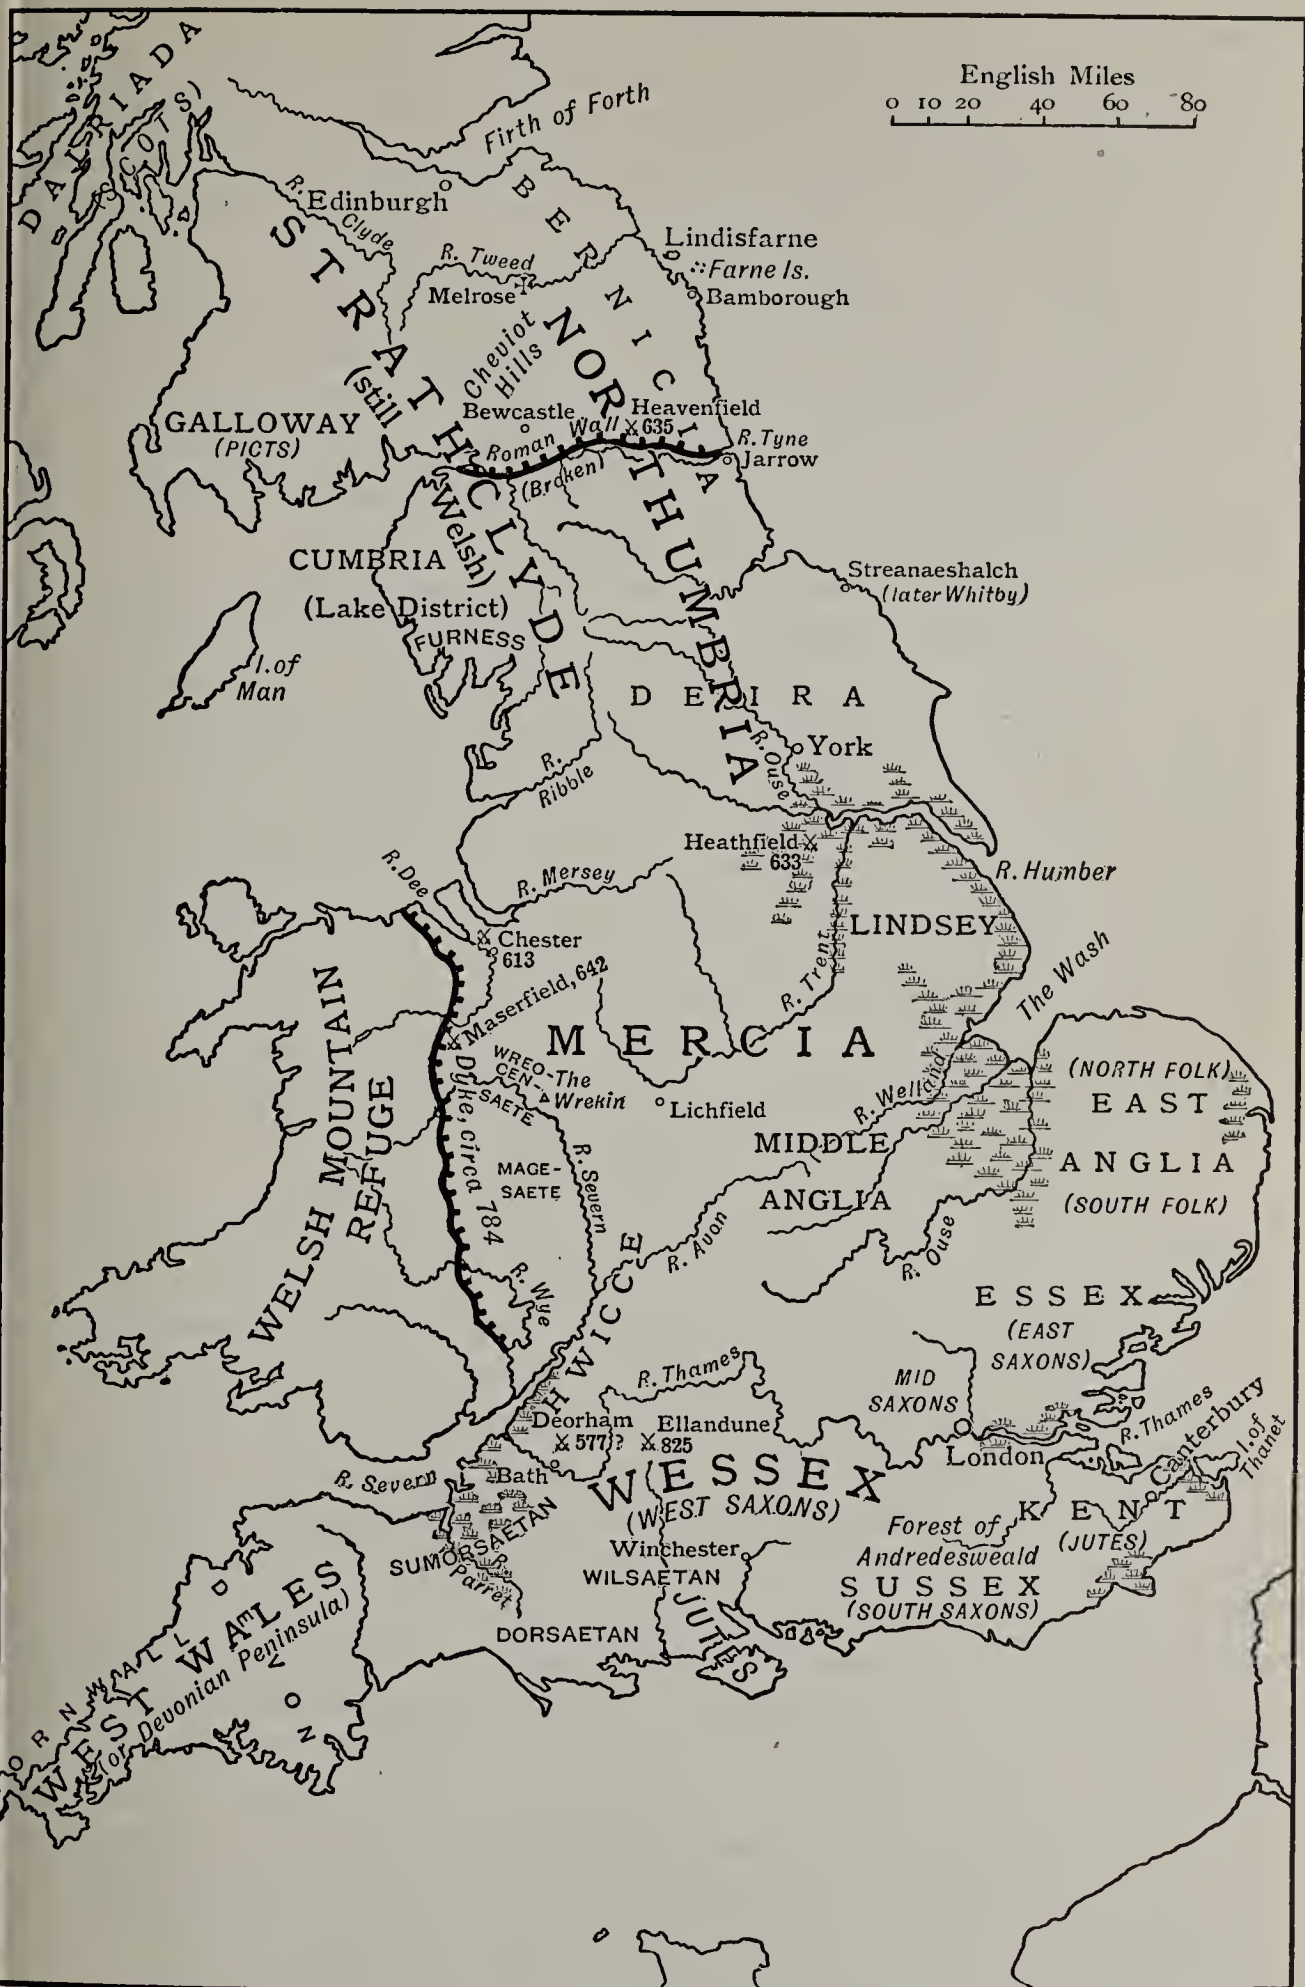 English Miles
0 10 20 40 60 80
DALRIADA
(SCOTS)
Firth of Forth
R. Clyde
Edinburgh
BERNICIA
Lindisfarne
Farne Is.
Bamborough
R. Tweed
Melrose
Cheviot
Hills
STRATHCLYDE
(still Welsh)
NORTHUMBRIA
GALLOWAY
(PICTS)
Bewcastle
Heavenfield
635
Roman Wall
(Broken)
R. Tyne
Jarrow
CUMBRIA
(Lake District)
FURNESS
I. of
Man
Streanaeshalch
(later Whitby)
DEIRA
R. Ouse
York
R.
Ribble
Heathfield
633
R. Humber
R. Dee
R. Mersey
LINDSEY
Chester
613
R. Trent
The Wash
Maserfield, 642
MERCIA
WELSH MOUNTAIN
REFUGE
Dyke, circa 784
WREO-
CEN-
SAETE
The
Wrekin
Lichfield
R. Welland
(NORTH FOLK)
EAST
ANGLIA
(SOUTH FOLK)
MIDDLE
ANGLIA
MAGE-
SAETE
R. Severn
R. Avon
R. Ouse
R. Wye
HWICCE
ESSEX
(EAST
SAXONS)
R. Thames
MID
SAXONS
Deorham
577?
Ellandune
825
London
R. Thames
Canterbury
I. of
Thanet
R. Severn
Bath
WESSEX
(WEST SAXONS)
KENT
(JUTES)
Forest of
Andredesweald
SUMORSAETAN
R. Parret
Winchester
WILSAETAN
SUSSEX
(SOUTH SAXONS)
DORSAETAN
JUTES
WEST WALES
(or Devonian Peninsula)
DEVON
ORNWALL